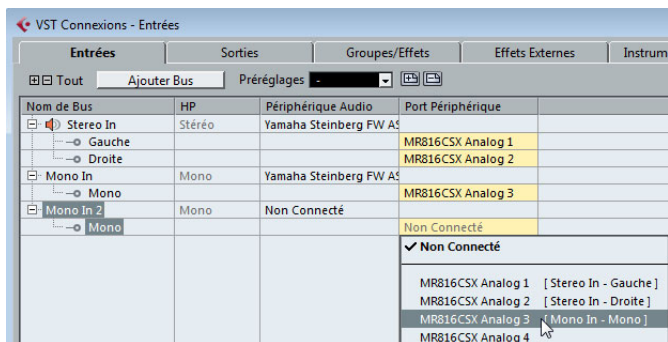 VST Connexions - Entrées
Entrées Sorties Groupes/Effets Effets Externes Instrum
Tout Ajouter Bus Préréglages -
Nom de Bus HP Périphérique Audio Port Périphérique
Stereo In Stéréo Yamaha Steinberg FW AS
Gauche MR816CSX Analog 1
Droite MR816CSX Analog 2
Mono In Mono Yamaha Steinberg FW AS
Mono MR816CSX Analog 3
Mono In 2 Mono Non Connecté
Mono Non Connecté
Non Connecté
MR816CSX Analog 1 [ Stereo In - Gauche ]
MR816CSX Analog 2 [ Stereo In - Droite ]
MR816CSX Analog 3 [ Mono In - Mono ]
MR816CSX Analog 4